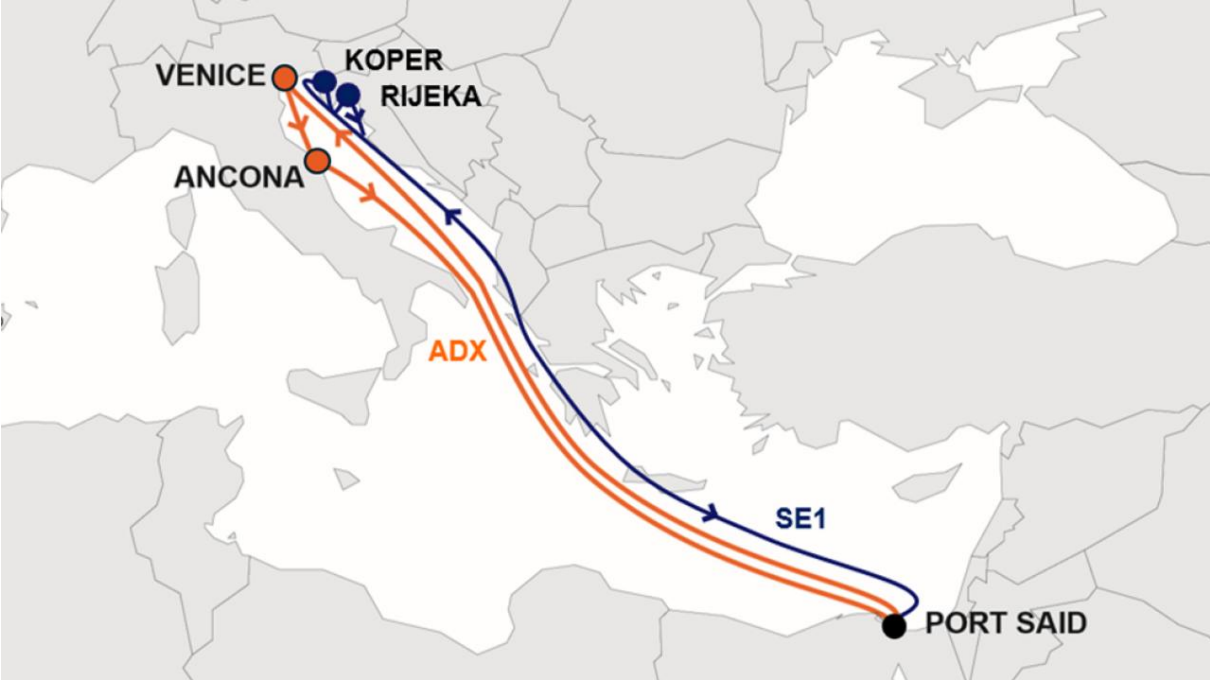 KOPER
VENICE
RIJEKA
ANCONA
ADX
SE1
PORT SAID